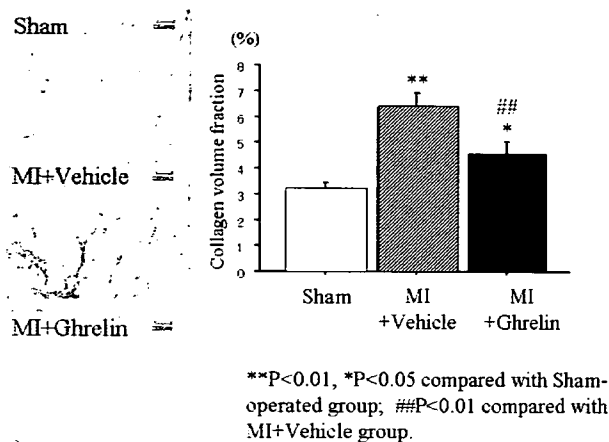 Sham
MI+Vehicle
MI+Ghrelin
(%)
Collagen volume fraction
8
7
6
5
4
3
2
1
0
**
##
*
Sham
MI
+Vehicle
MI
+Ghrelin
**P<0.01, *P<0.05 compared with Sham-
operated group; ##P<0.01 compared with
MI+Vehicle group.